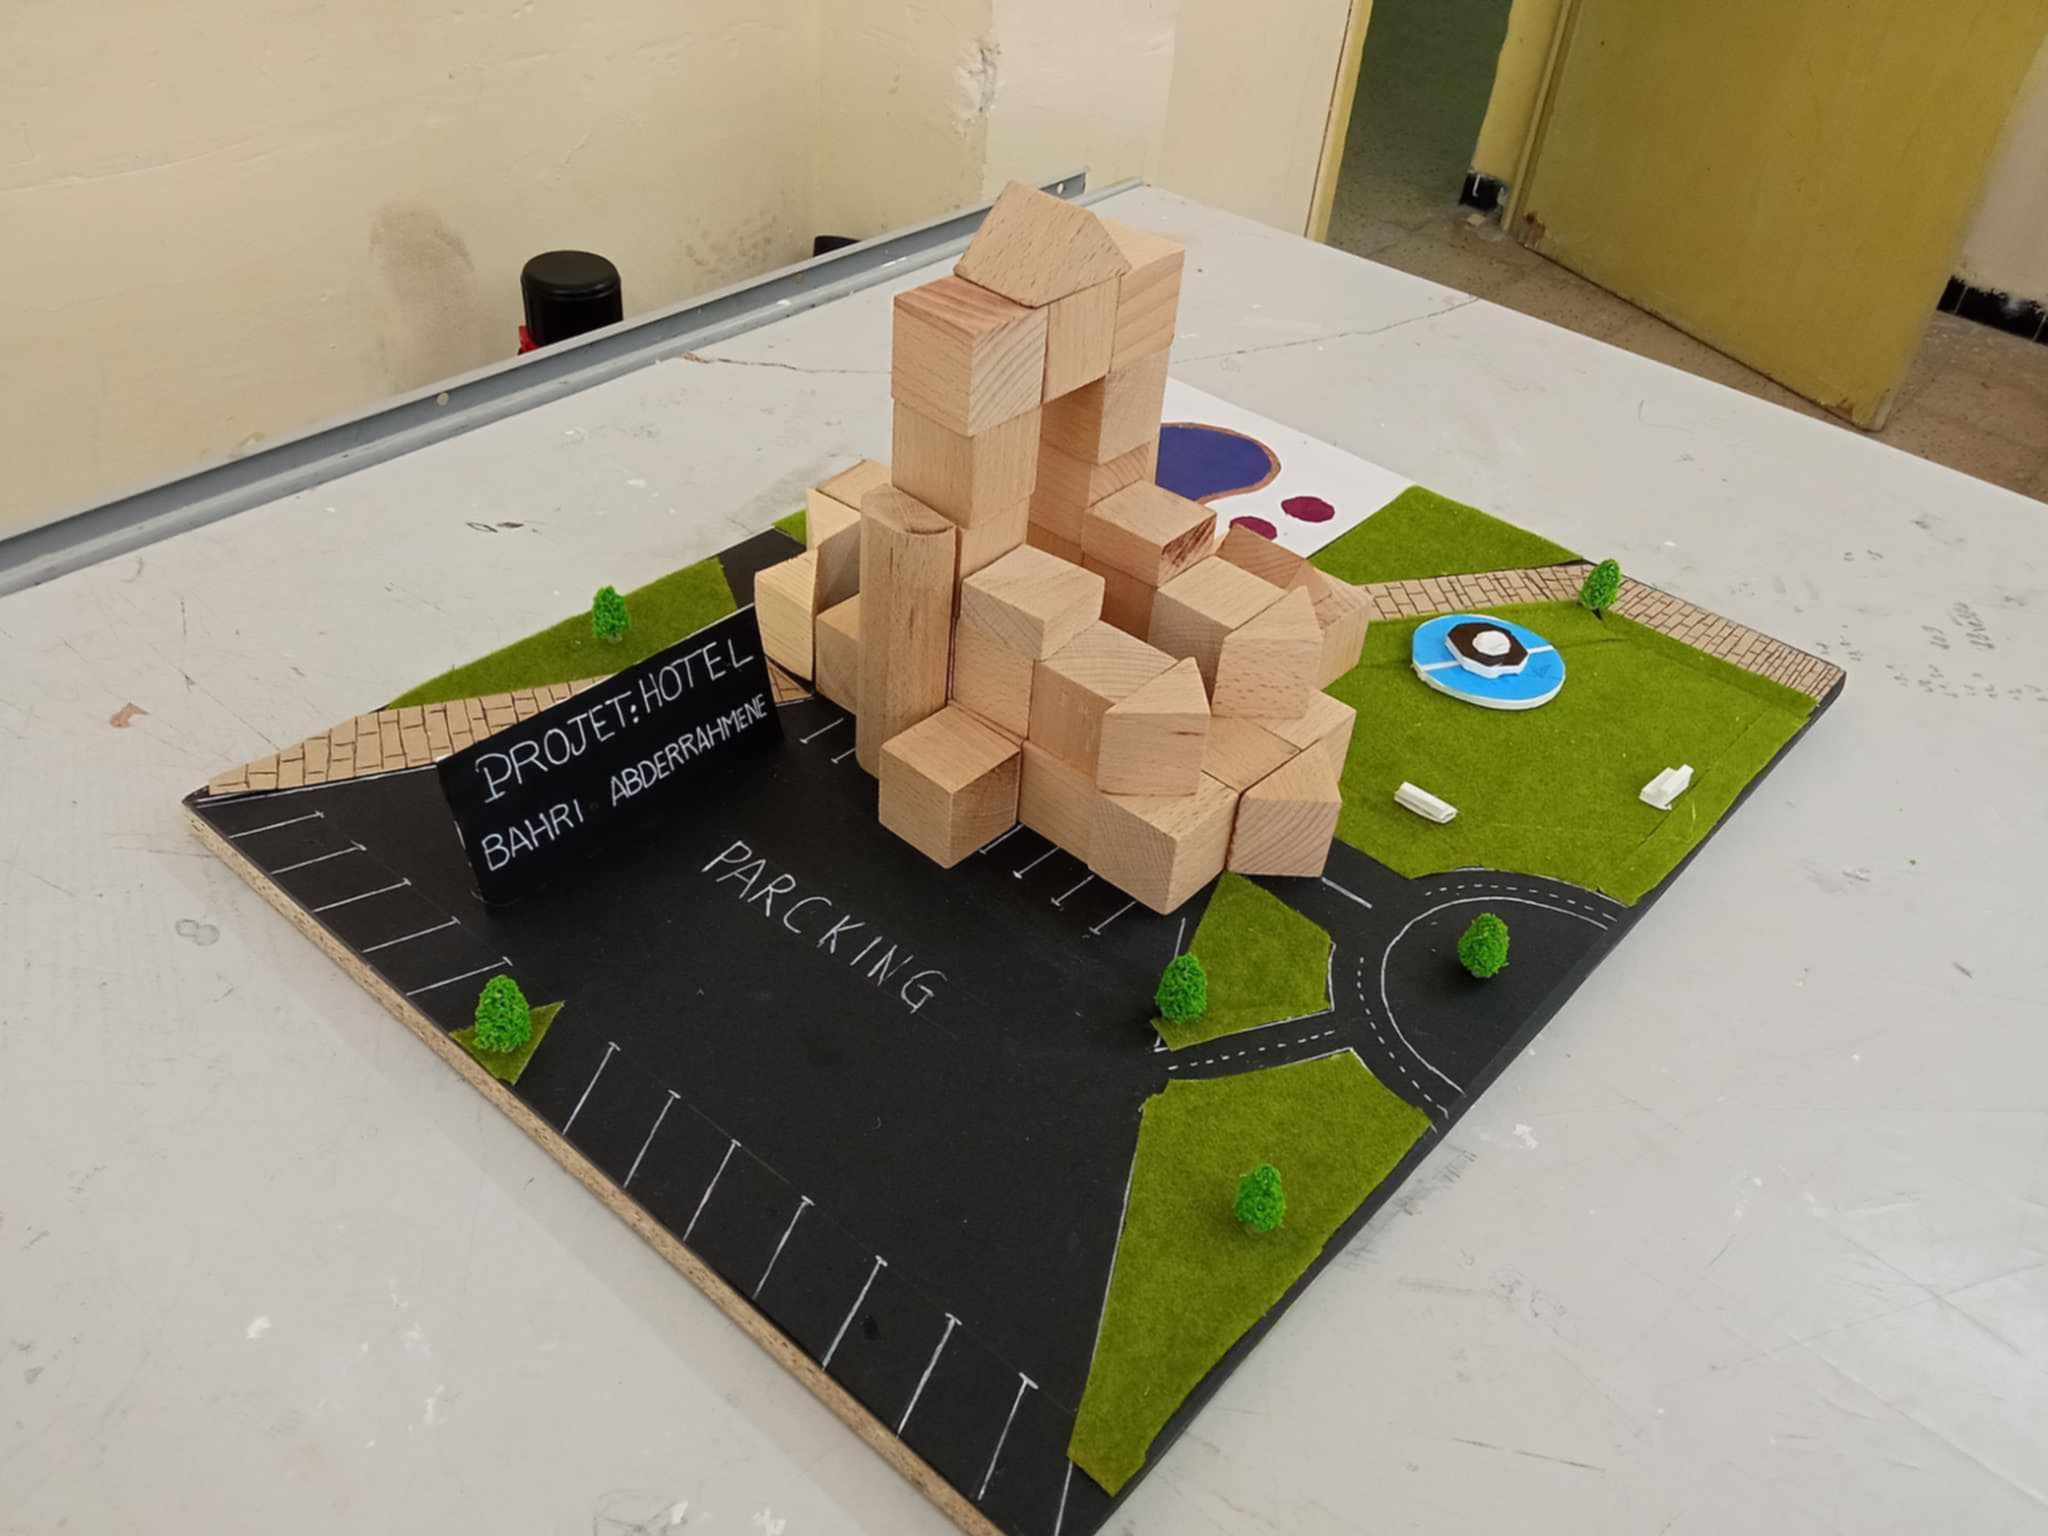 PROJET: HOTEL
BAHRI ABDERRAHMENE
PARCKING